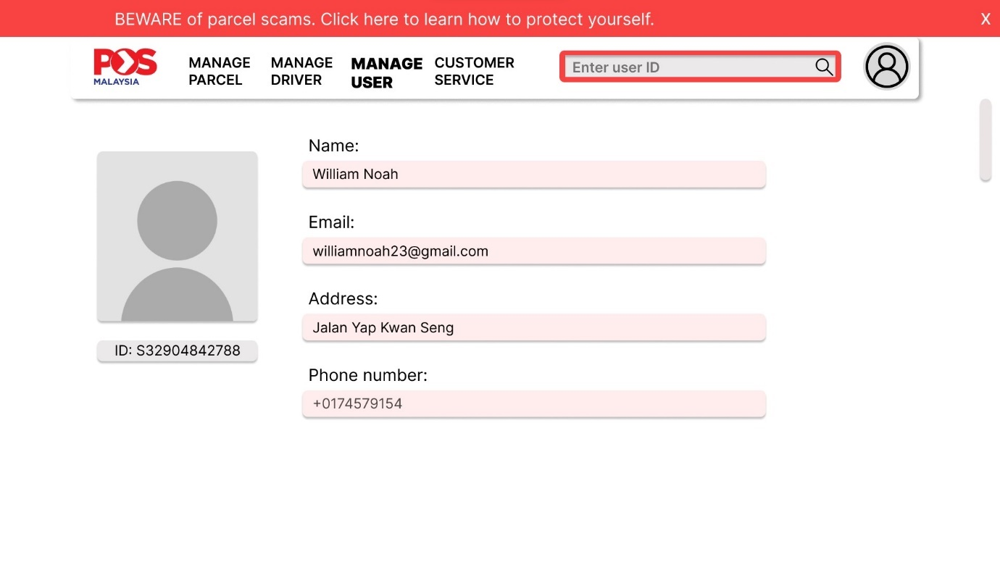 BEWARE of parcel scams. Click here to learn how to protect yourself.
X
POS
MALAYSIA
MANAGE
PARCEL
MANAGE
DRIVER
MANAGE
USER
CUSTOMER
SERVICE
Enter user ID
Name:
William Noah
Email:
williamnoah23@gmail.com
Address:
Jalan Yap Kwan Seng
Phone number:
+0174579154
ID: S32904842788